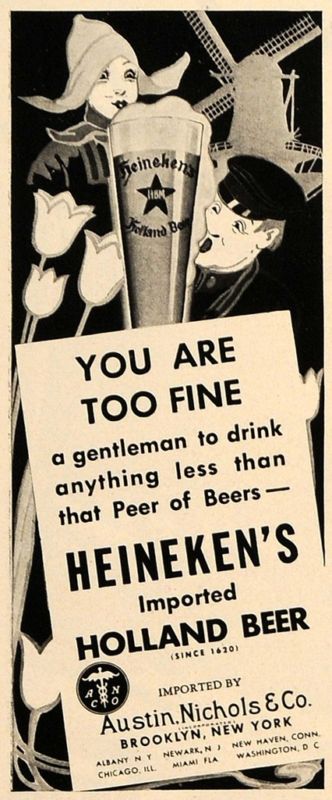 Heineken's
HBM
Holland Beer
YOU ARE
TOO FINE
a gentleman to drink
anything less than
that Peer of Beers—
HEINEKEN'S
Imported
HOLLAND BEER
(SINCE 1620)
IMPORTED BY
Austin, Nichols & Co.
(INCORPORATED)
BROOKLYN, NEW YORK
ALBANY N Y NEWARK, N J NEW HAVEN, CONN.
CHICAGO, ILL. MIAMI FLA WASHINGTON, D C
A N
C O